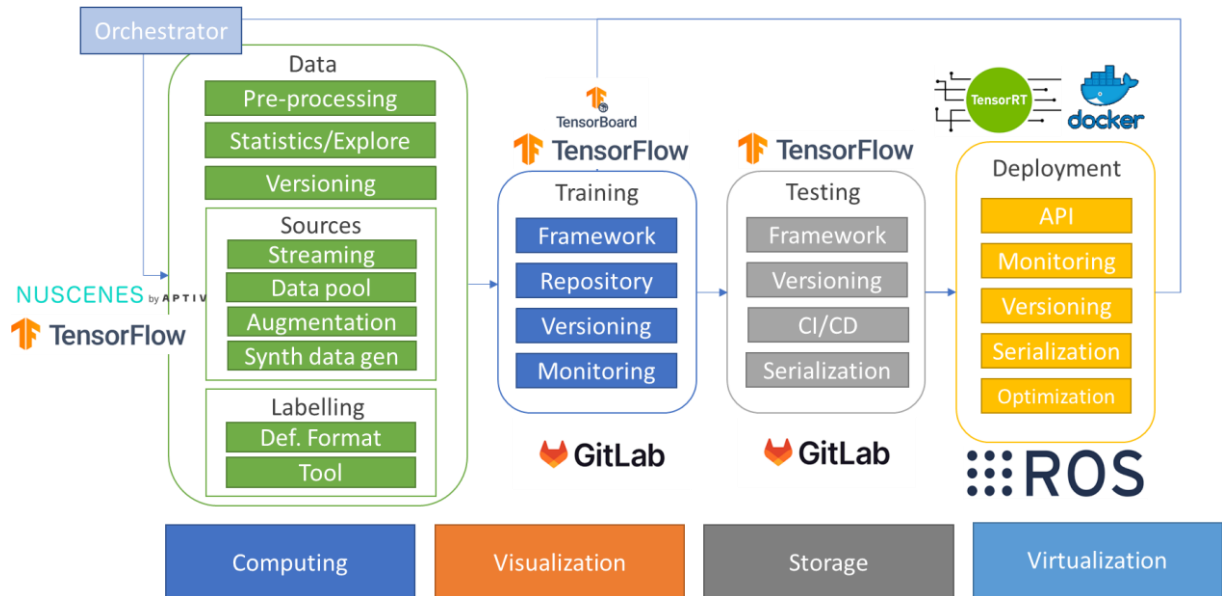 Orchestrator
Data
Pre-processing
Statistics/Explore
Versioning
Sources
Streaming
Data pool
Augmentation
Synth data gen
Labelling
Def. Format
Tool
NUSCENES by APTIV
TensorFlow
TensorBoard
TensorFlow
Training
Framework
Repository
Versioning
Monitoring
GitLab
TensorFlow
Testing
Framework
Versioning
CI/CD
Serialization
GitLab
TensorRT
docker
Deployment
API
Monitoring
Versioning
Serialization
Optimization
ROS
Computing
Visualization
Storage
Virtualization